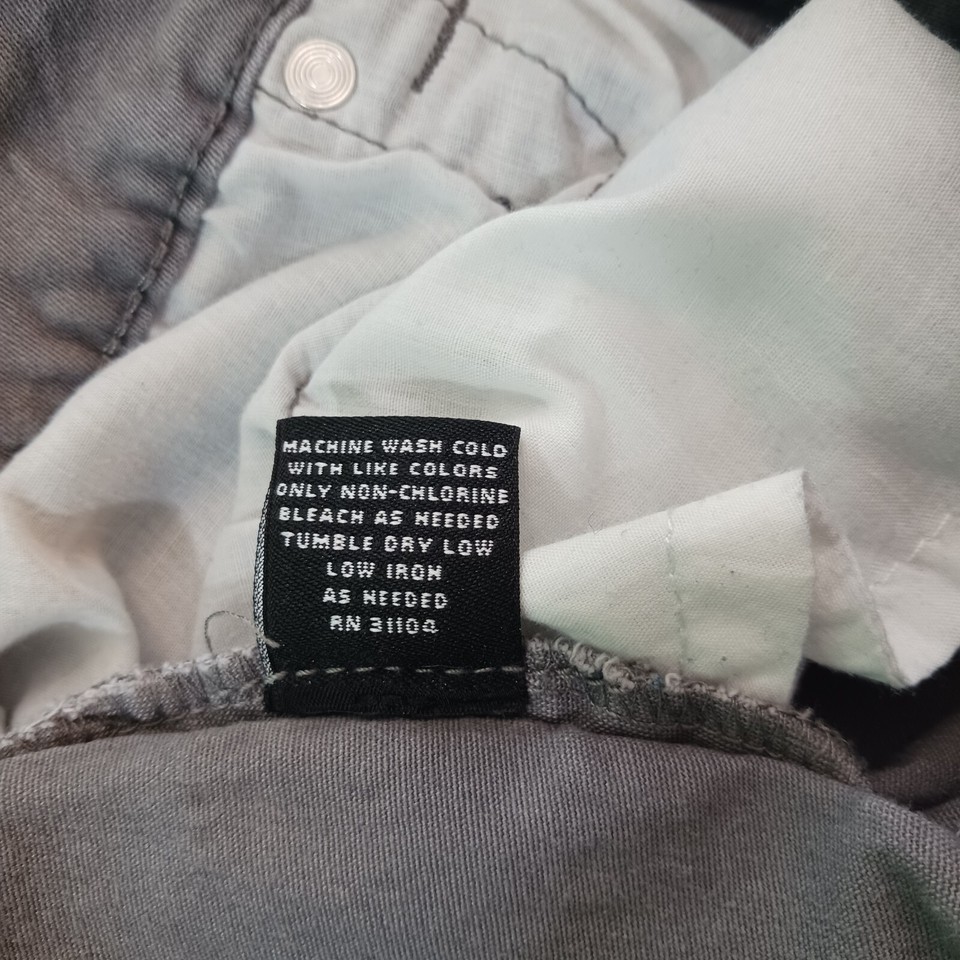 MACHINE WASH COLD
WITH LIKE COLORS
ONLY NON-CHLORINE
BLEACH AS NEEDED
TUMBLE DRY LOW
LOW IRON
AS NEEDED
RN 31104